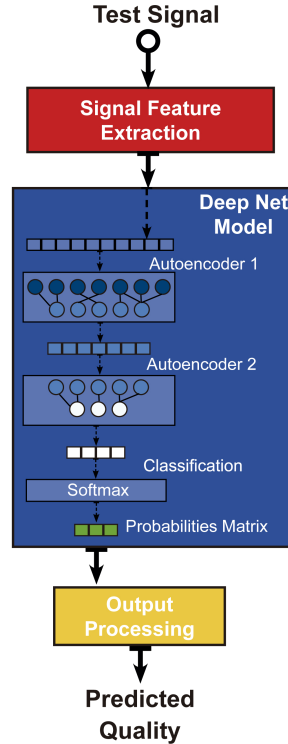 Test Signal
Signal Feature
Extraction
Deep Net
Model
Autoencoder 1
Autoencoder 2
Classification
Softmax
Probabilities Matrix
Output
Processing
Predicted
Quality